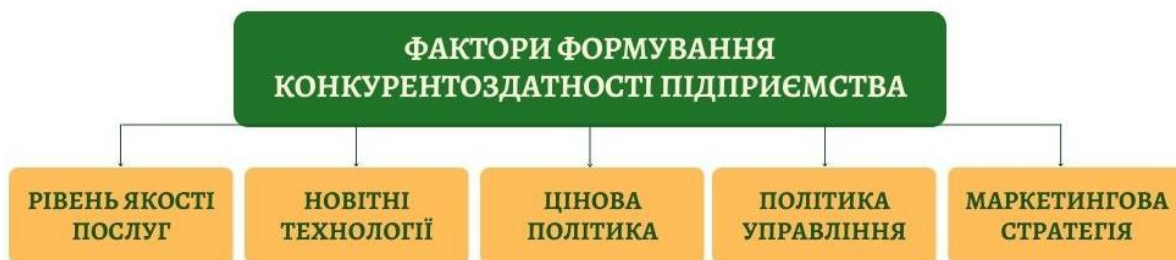 ФАКТОРИ ФОРМУВАННЯ
КОНКУРЕНТОЗДАТНОСТІ ПІДПРИЄМСТВА
РІВЕНЬ ЯКОСТІ
ПОСЛУГ
НОВІТНІ
ТЕХНОЛОГІЇ
ЦІНОВА
ПОЛІТИКА
ПОЛІТИКА
УПРАВЛІННЯ
МАРКЕТИНГОВА
СТРАТЕГІЯ